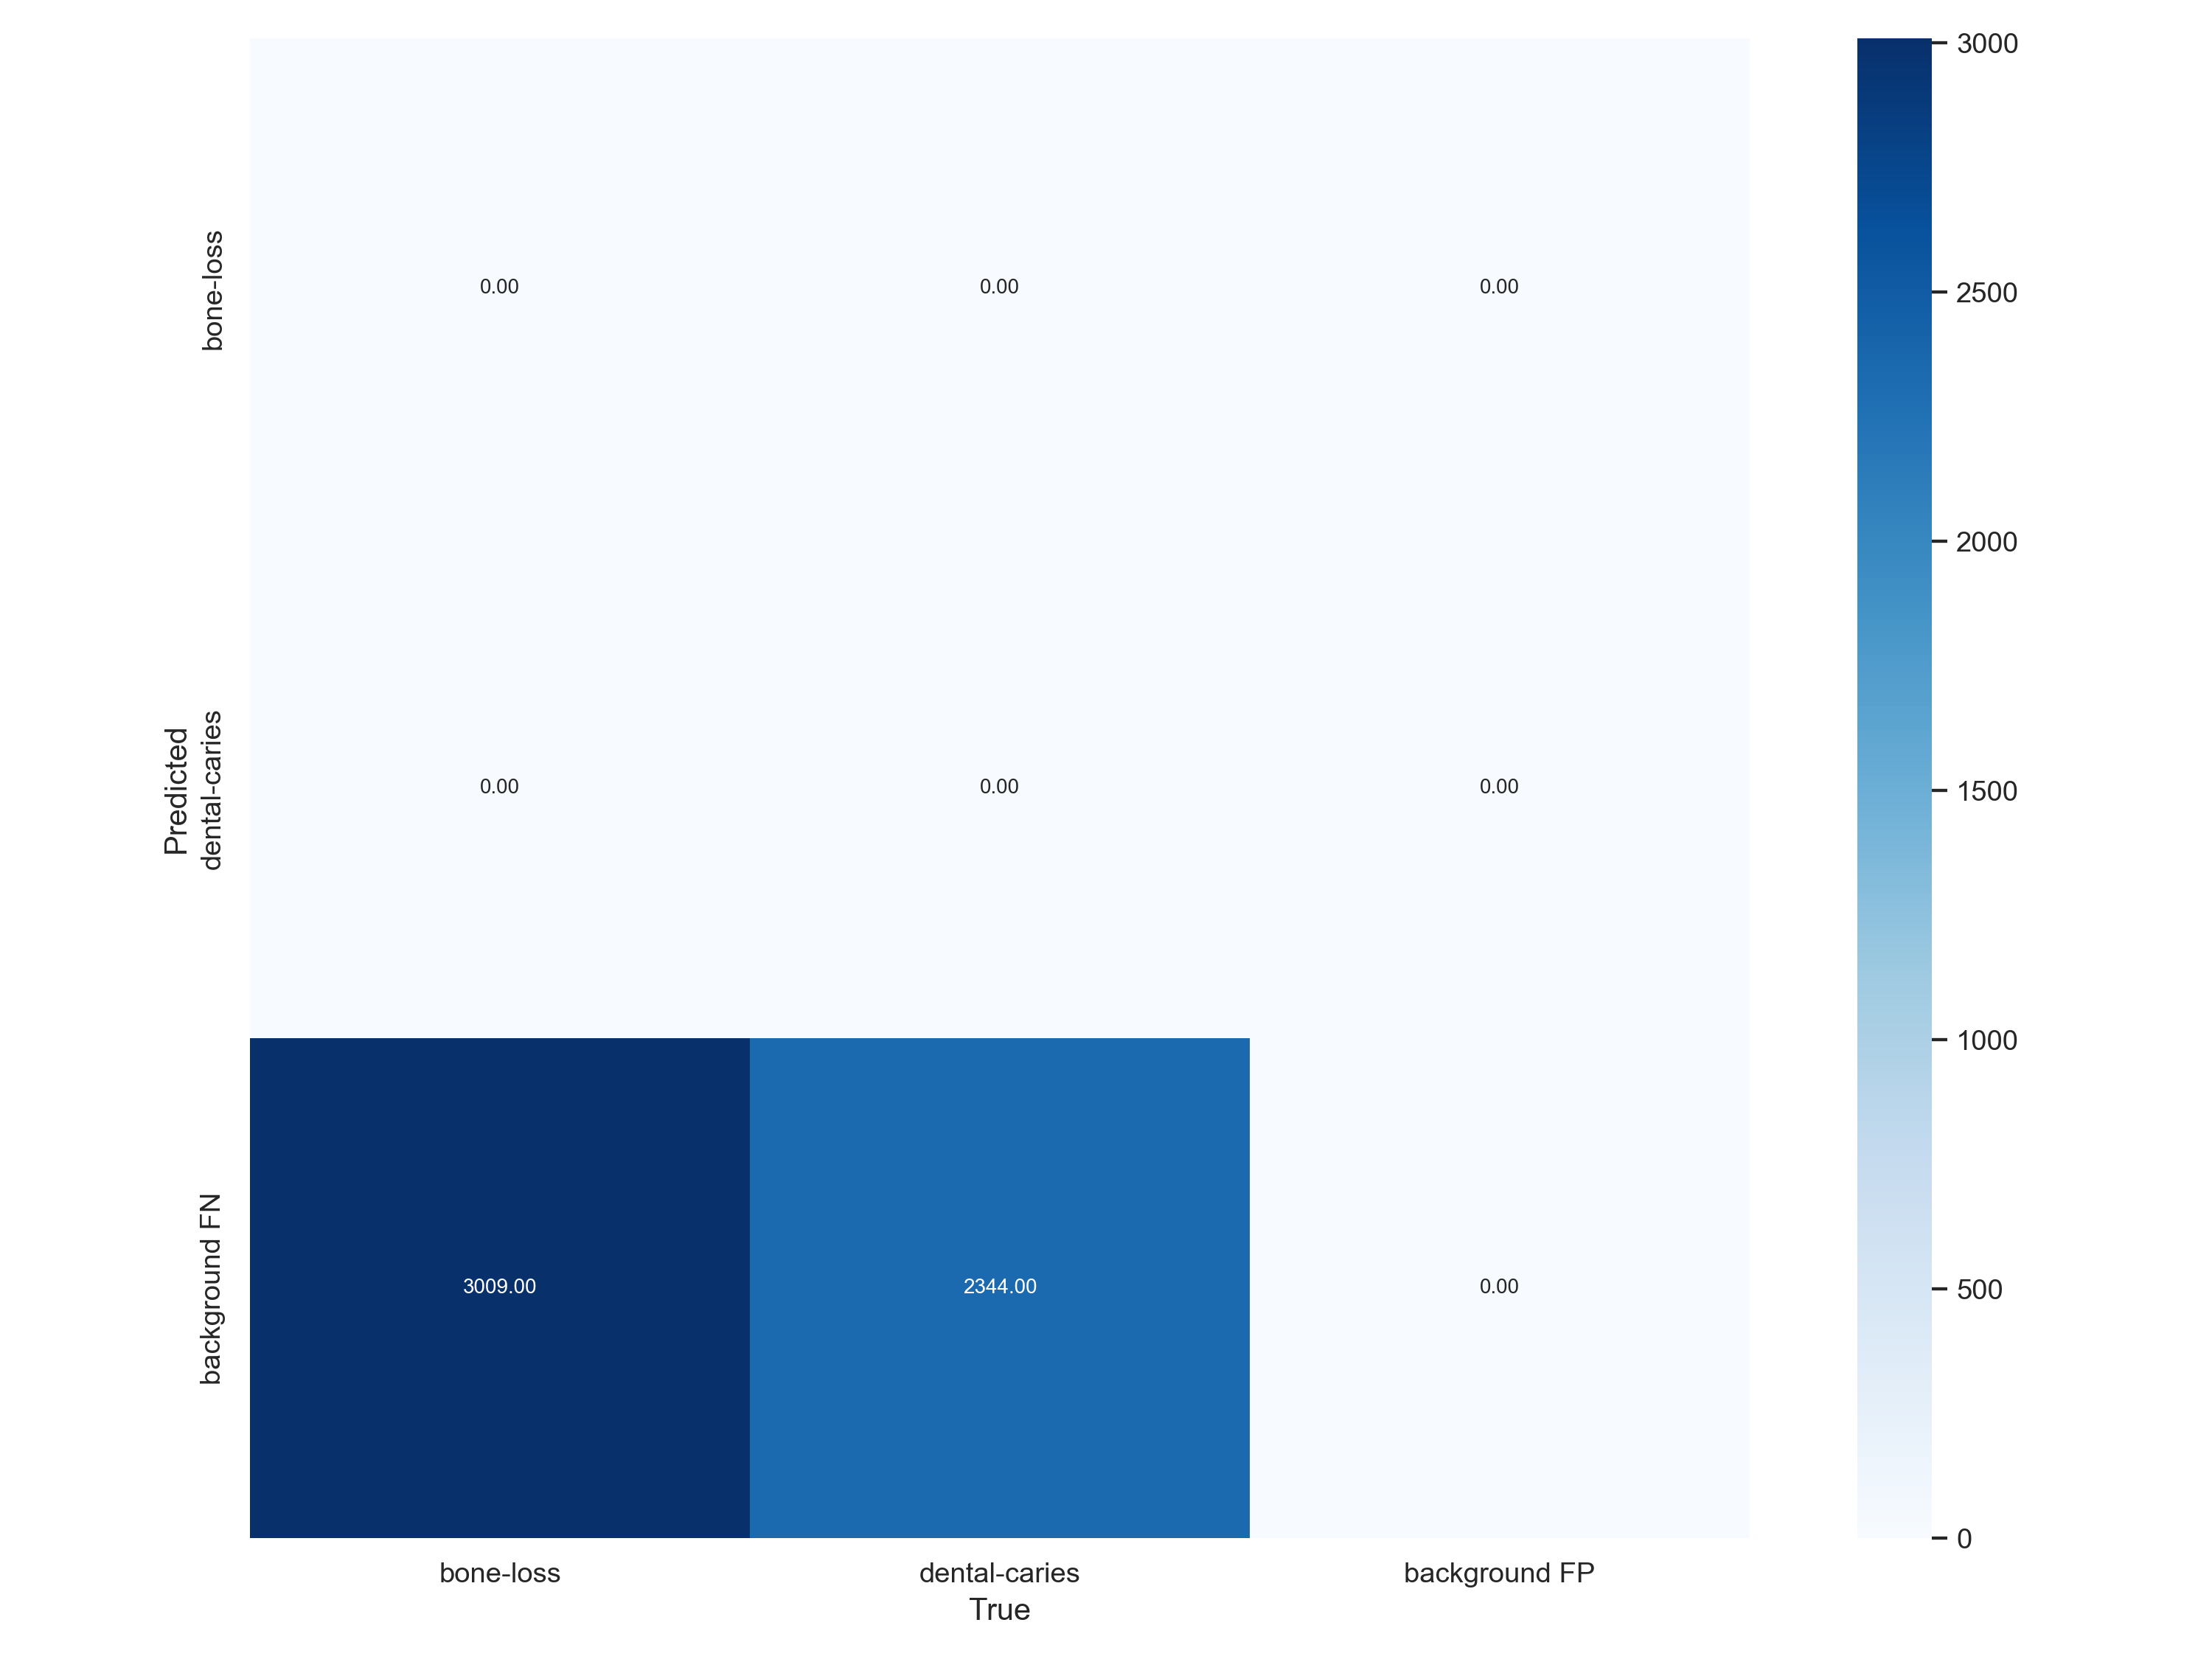 bone-loss
0.00 0.00 0.00
Predicted
dental-caries
0.00 0.00 0.00
background FN
3009.00 2344.00 0.00
bone-loss dental-caries background FP
True
3000
2500
2000
1500
1000
500
0